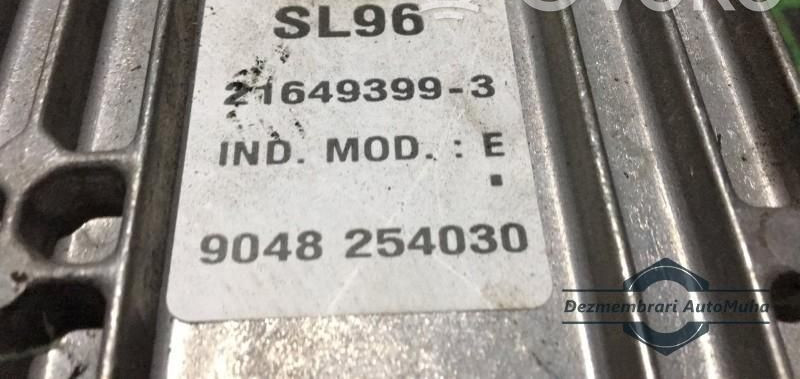 SL96
21649399-3
IND. MOD. : E
9048 254030
Dezmembrari AutoMuha